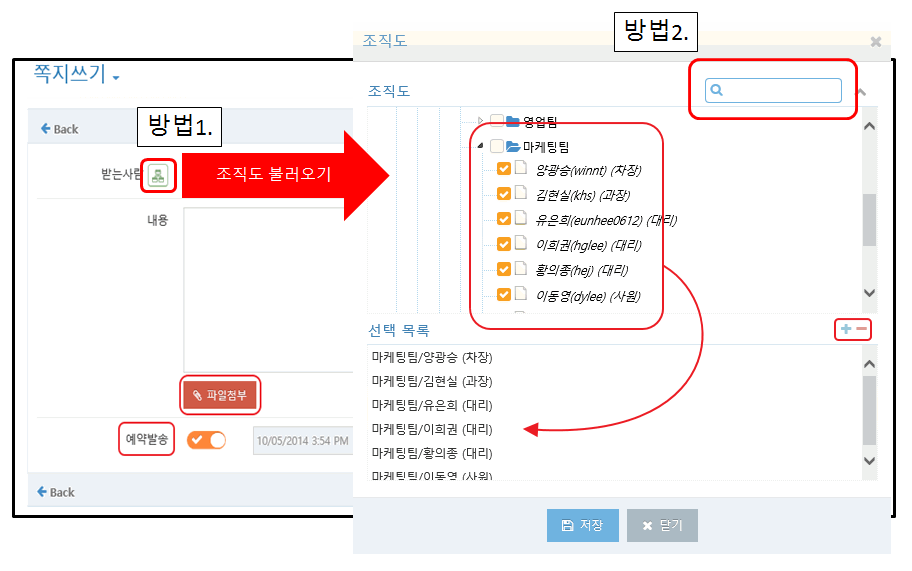 방법2.
조직도
쪽지쓰기
조직도
방법1.
Back
영업팀
마케팅팀
받는사람
조직도 불러오기
양광승(winnt) (차장)
김현실(khs) (과장)
내용
유은희(eunhee0612) (대리)
이희권(hglee) (대리)
황의종(hej) (대리)
이동영(dylee) (사원)
선택 목록
마케팅팀/양광승 (차장)
마케팅팀/김현실 (과장)
파일첨부
마케팅팀/유은희 (대리)
예약발송
10/05/2014 3:54 PM
마케팅팀/이희권 (대리)
마케팅팀/황의종 (대리)
마케팅팀/이동영 (사원)
Back
저장
닫기